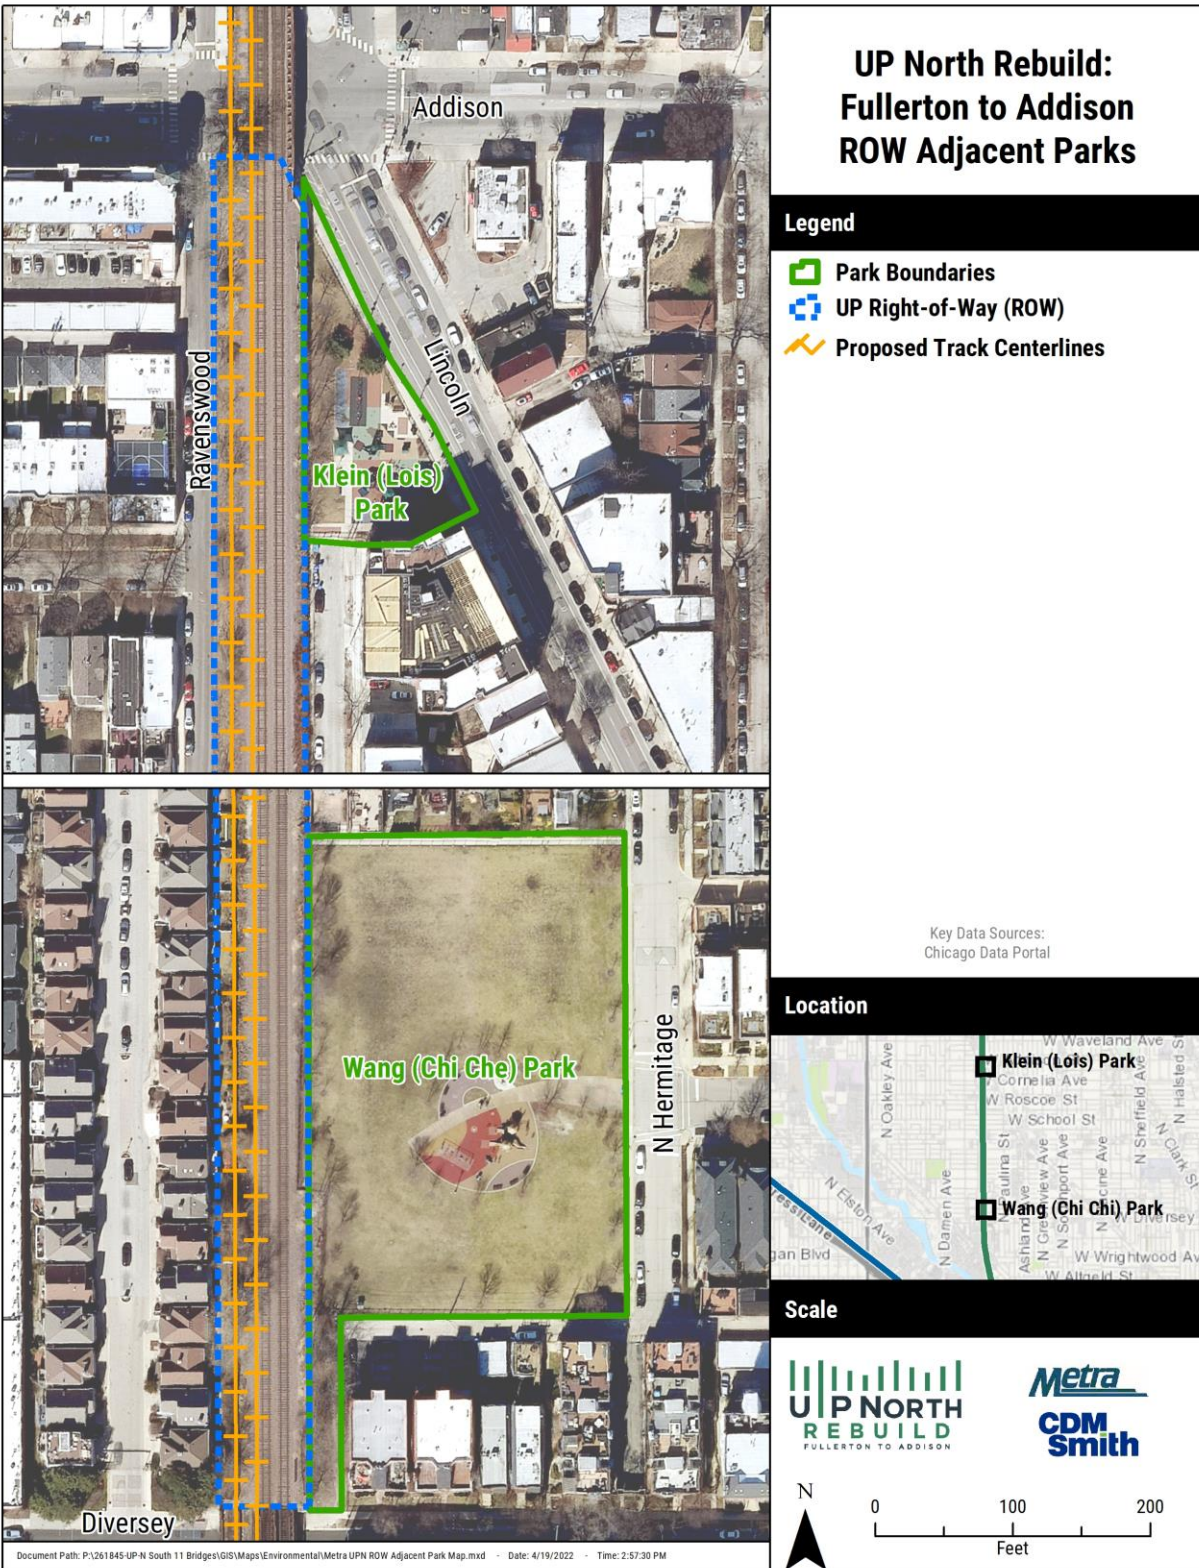 UP North Rebuild:
Fullerton to Addison
ROW Adjacent Parks
Legend
Park Boundaries
UP Right-of-Way (ROW)
Proposed Track Centerlines
Addison
Lincoln
Ravenswood
Klein (Lois)
Park
Wang (Chi Che) Park
N Hermitage
Diversey
Key Data Sources:
Chicago Data Portal
Location
W Waveland Ave
Klein (Lois) Park
Cornelia Ave
W Roscoe St
W School St
N Oakley Ave
N Sheffield Ave
N Halsted St
N Clark St
N Elston Ave
N Damen Ave
Paulina St
Ashland Ave
N Greenview Ave
N Southport Ave
cine Ave
Wang (Chi Chi) Park
W Diversey
gan Blvd
W Wrightwood Av
W Altgeld St
Scale
UP NORTH
REBUILD
FULLERTON TO ADDISON
Metra
CDM
Smith
N
0 100 200
Feet
Document Path: P:\261845-UP-N South 11 Bridges\GIS\Maps\Environmental\Metra UPN ROW Adjacent Park Map.mxd - Date: 4/19/2022 - Time: 2:57:30 PM